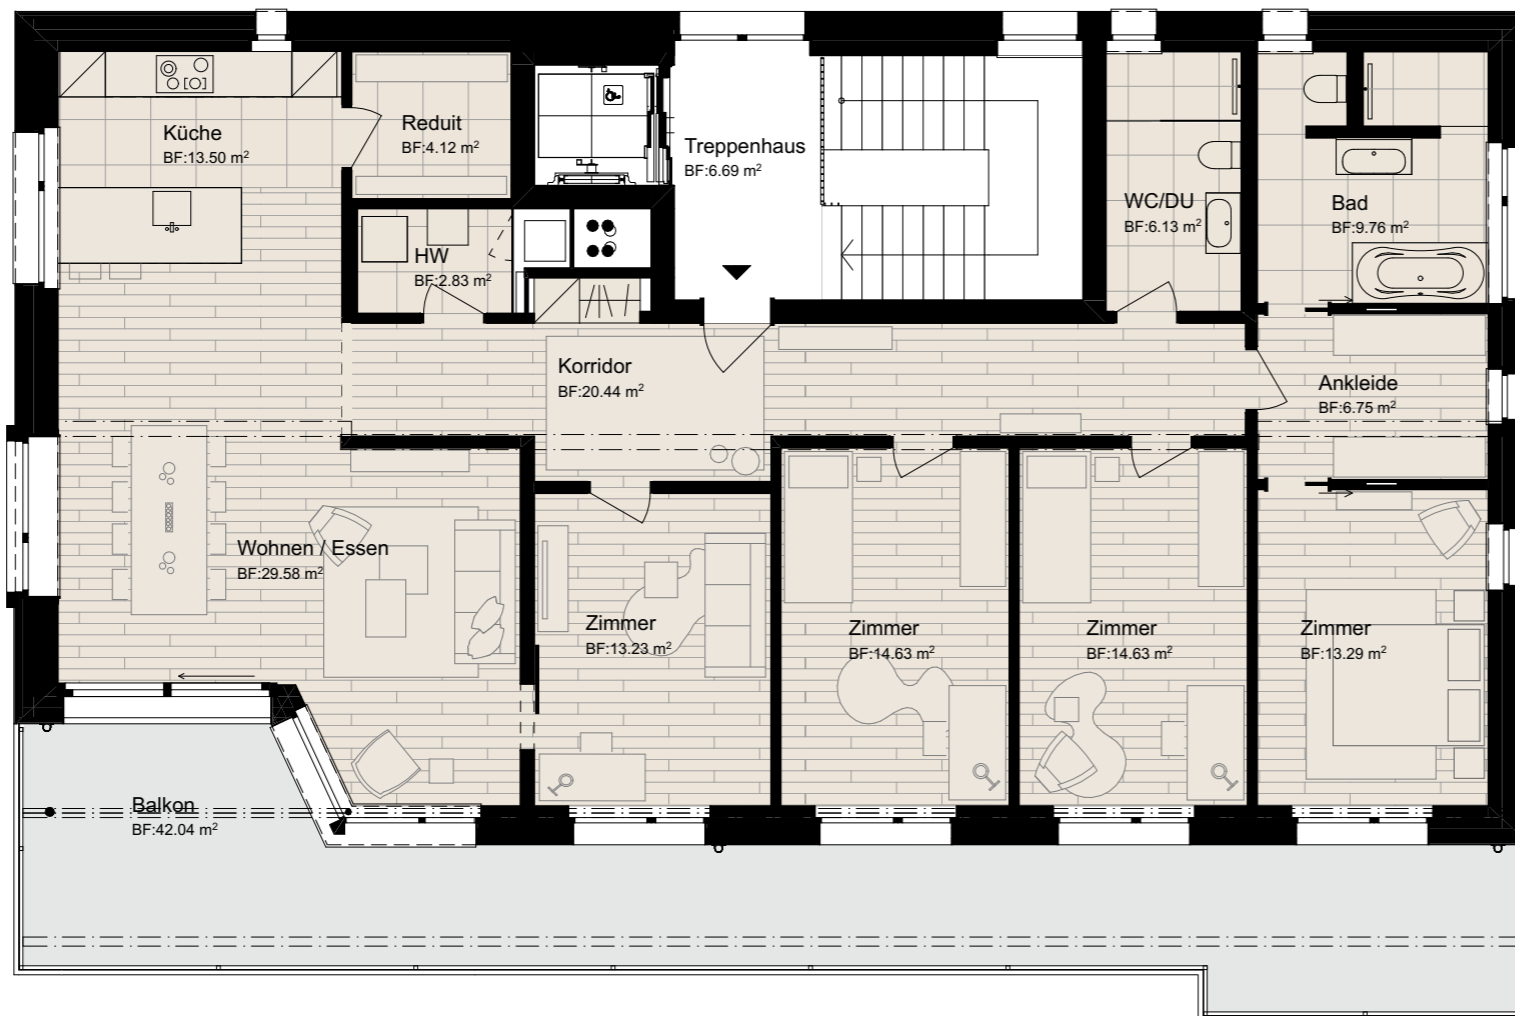 Küche
BF:13.50 m²
Reduit
BF:4.12 m²
Treppenhaus
BF:6.69 m²
WC/DU
BF:6.13 m²
Bad
BF:9.76 m²
HW
BF:2.83 m²
Korridor
BF:20.44 m²
Ankleide
BF:6.75 m²
Wohnen / Essen
BF:29.58 m²
Zimmer
BF:13.23 m²
Zimmer
BF:14.63 m²
Zimmer
BF:14.63 m²
Zimmer
BF:13.29 m²
Balkon
BF:42.04 m²